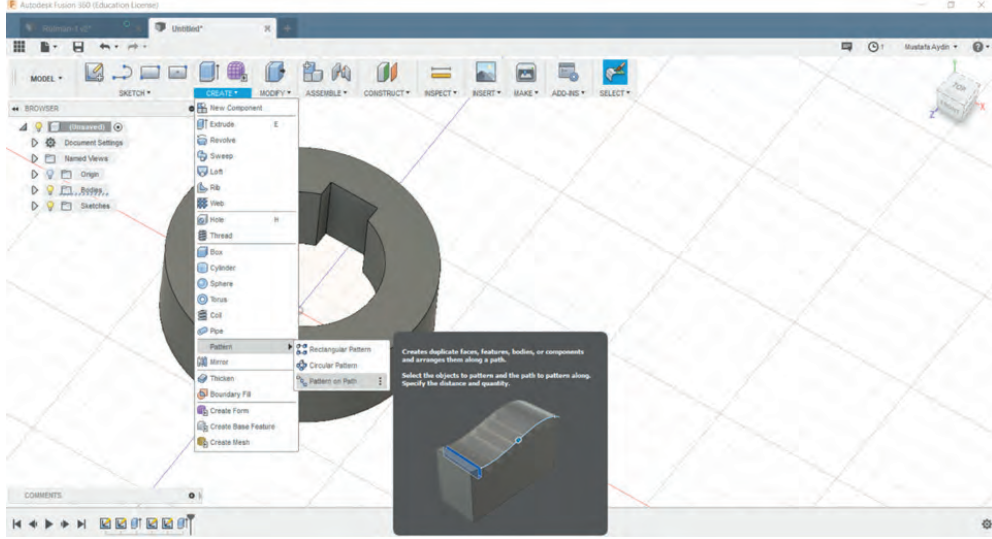 Autodesk Fusion 360 (Education License)
Untitled*
Mustafa Aydin
MODEL
SKETCH
CREATE
MODIFY
ASSEMBLE
CONSTRUCT
INSPECT
INSERT
MAKE
ADD-INS
SELECT
TOP
FRONT
Y
Z
X
BROWSER
(Unsaved)
Document Settings
Named Views
Origin
Bodies
Sketches
New Component
Extrude E
Revolve
Sweep
Loft
Rib
Web
Hole H
Thread
Box
Cylinder
Sphere
Torus
Coil
Pipe
Pattern
Mirror
Thicken
Boundary Fill
Create Form
Create Base Feature
Create Mesh
Rectangular Pattern
Circular Pattern
Pattern on Path
Creates duplicate faces, features, bodies, or components
and arranges them along a path.
Select the objects to pattern and the path to pattern along.
Specify the distance and quantity.
COMMENTS